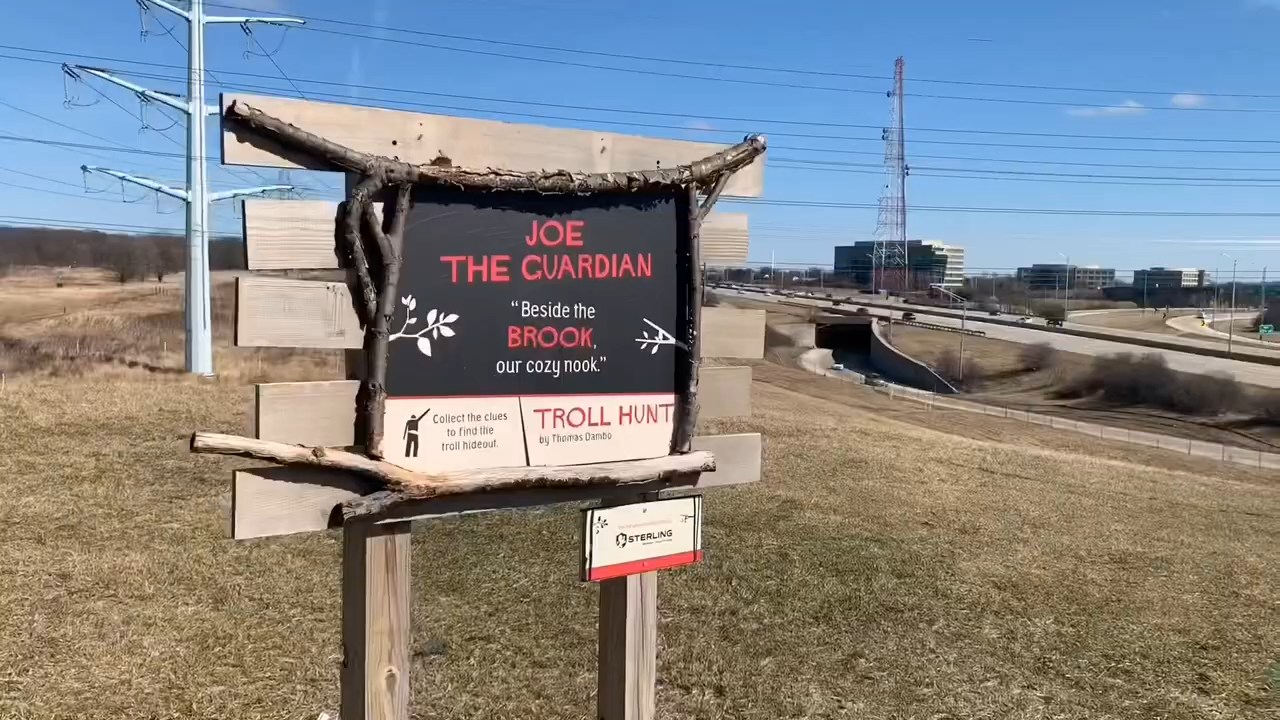 JOE
THE GUARDIAN
“Beside the
BROOK,
our cozy nook.”
Collect the clues
to find the
troll hideout.
TROLL HUNT
by Thomas Dambo
STERLING